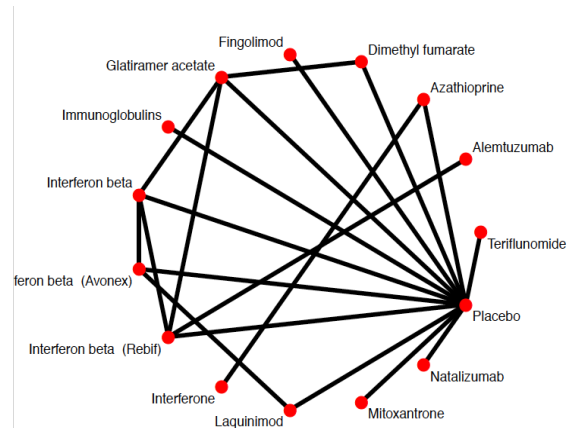 Fingolimod
Dimethyl fumarate
Glatiramer acetate
Azathioprine
Immunoglobulins
Alemtuzumab
Interferon beta
Teriflunomide
feron beta (Avonex)
Placebo
Interferon beta (Rebif)
Natalizumab
Interferone
Mitoxantrone
Laquinimod